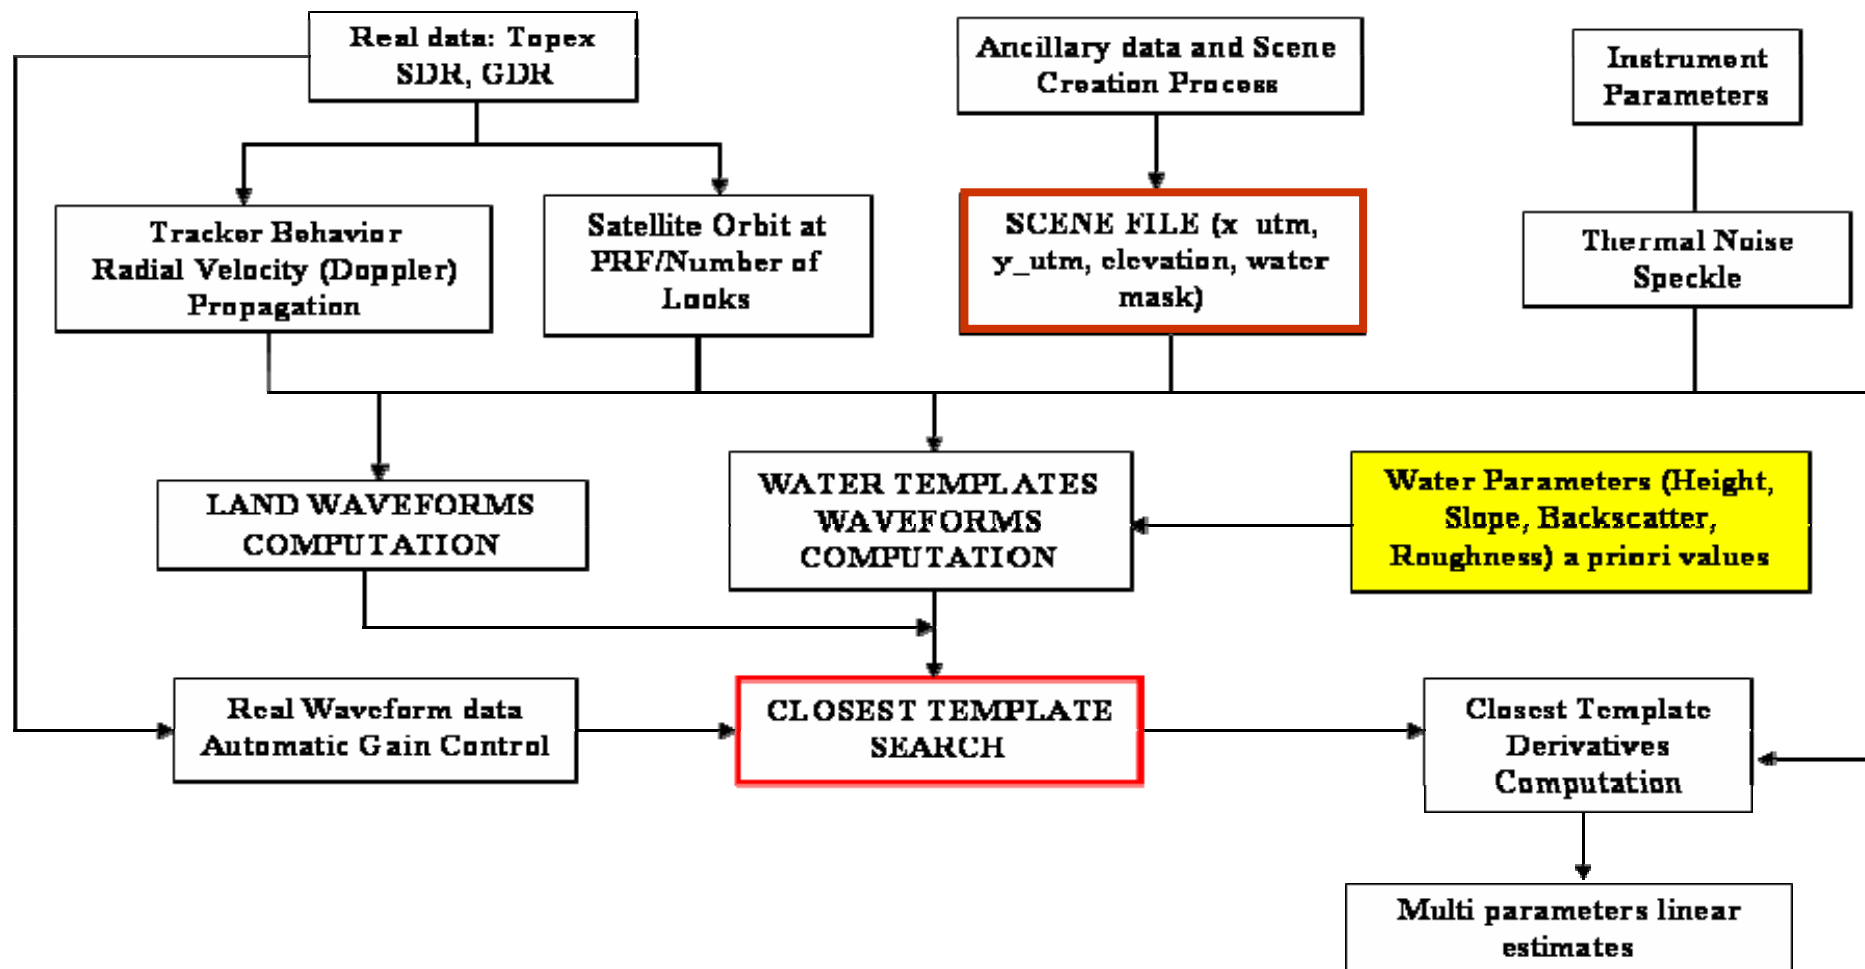 Real data: Topex
SDR, GDR
Ancillary data and Scene
Creation Process
Instrument
Parameters
Tracker Behavior
Radial Velocity (Doppler)
Propagation
Satellite Orbit at
PRF/Number of
Looks
SCENE FILE (x utm,
y_utm, elevation, water
mask)
Thermal Noise
Speckle
LAND WAVEFORMS
COMPUTATION
WATER TEMPLATES
WAVEFORMS
COMPUTATION
Water Parameters (Height,
Slope, Backscatter,
Roughness) a priori values
Real Waveform data
Automatic Gain Control
CLOSEST TEMPLATE
SEARCH
Closest Template
Derivatives
Computation
Multi parameters linear
estimates